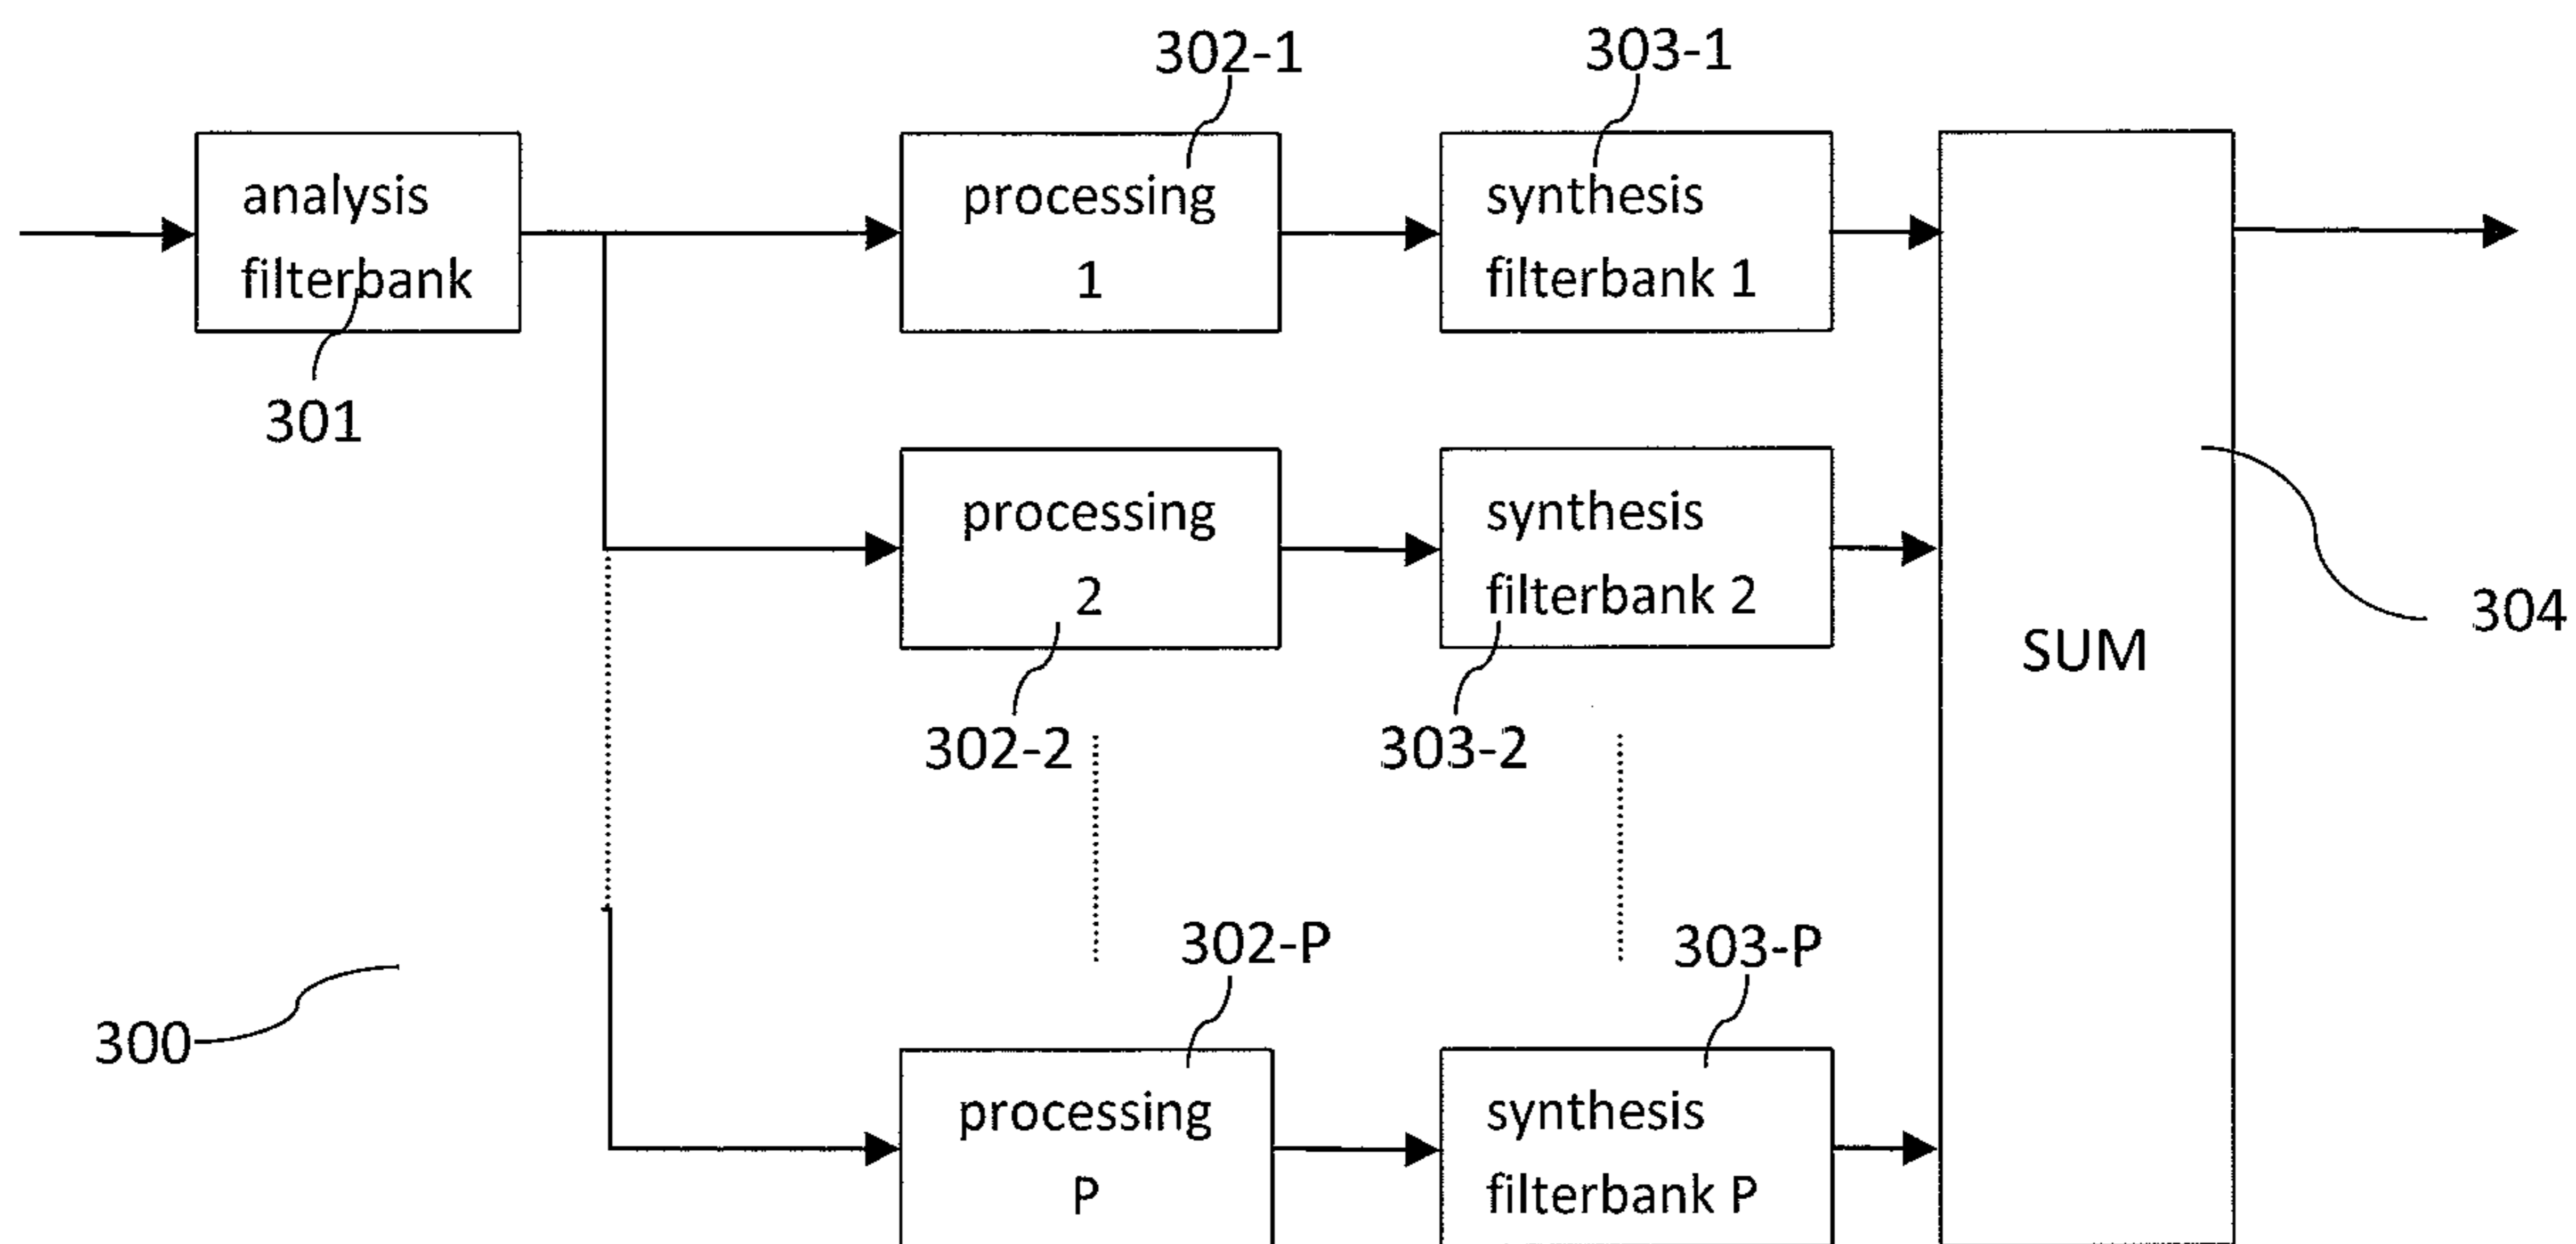 302-1
303-1
analysis
filterbank
301
processing
1
synthesis
filterbank 1
processing
2
302-2
synthesis
filterbank 2
303-2
SUM
304
300
302-P
303-P
processing
P
synthesis
filterbank P